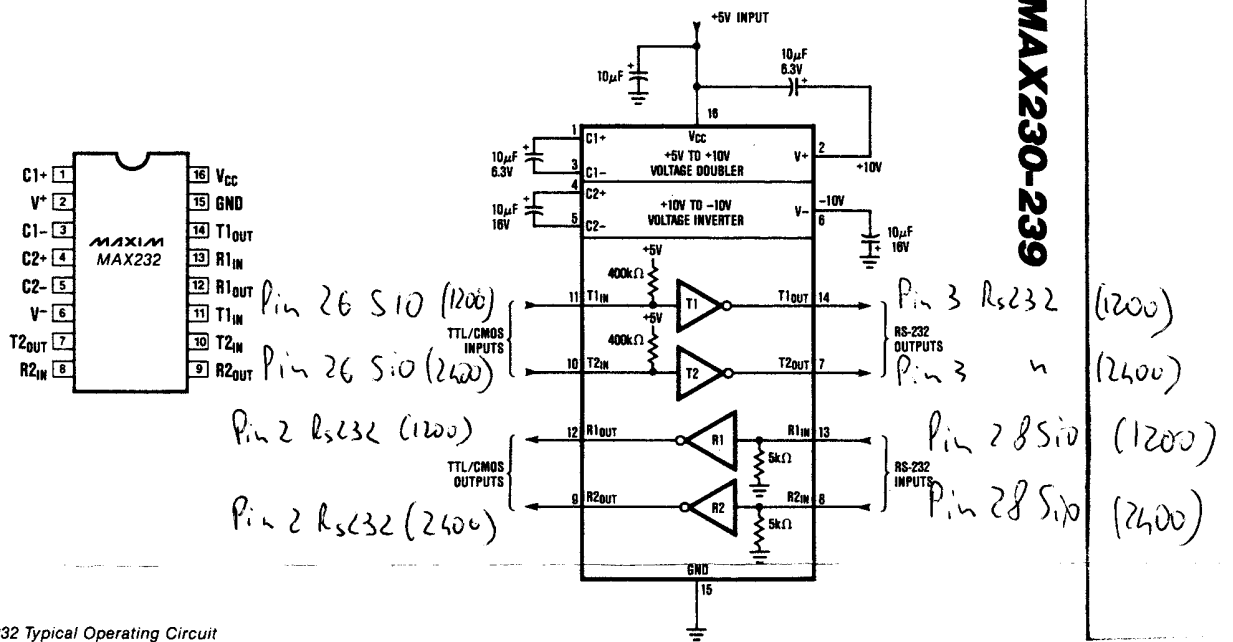 MAX230-239
C1+ 1
V+ 2
C1- 3
C2+ 4
C2- 5
V- 6
T2OUT 7
R2IN 8
MAXIM
MAX232
16 VCC
15 GND
14 T1OUT
13 R1IN
12 R1OUT
11 T1IN
10 T2IN
9 R2OUT
+5V INPUT
10µF
10µF
6.3V
16
VCC
+5V TO +10V
VOLTAGE DOUBLER
1 C1+
10µF
6.3V
3 C1-
V+ 2
+10V
4 C2+
10µF
16V
5 C2-
+10V TO -10V
VOLTAGE INVERTER
-10V
V- 6
10µF
16V
+5V
400kΩ
Pin 26 SIO (1200)
11 T1IN
T1
T1OUT 14
Pin 3 Rs232 (1200)
TTL/CMOS
INPUTS
+5V
400kΩ
RS-232
OUTPUTS
Pin 26 Sio (2400)
10 T2IN
T2
T2OUT 7
Pin 3 " (2400)
Pin 2 Rs232 (1200)
12 R1OUT
R1
R1IN 13
5kΩ
Pin 28 Sio (1200)
TTL/CMOS
OUTPUTS
RS-232
INPUTS
Pin 2 Rs232 (2400)
9 R2OUT
R2
R2IN 8
5kΩ
Pin 28 Sio (2400)
GND
15
32 Typical Operating Circuit